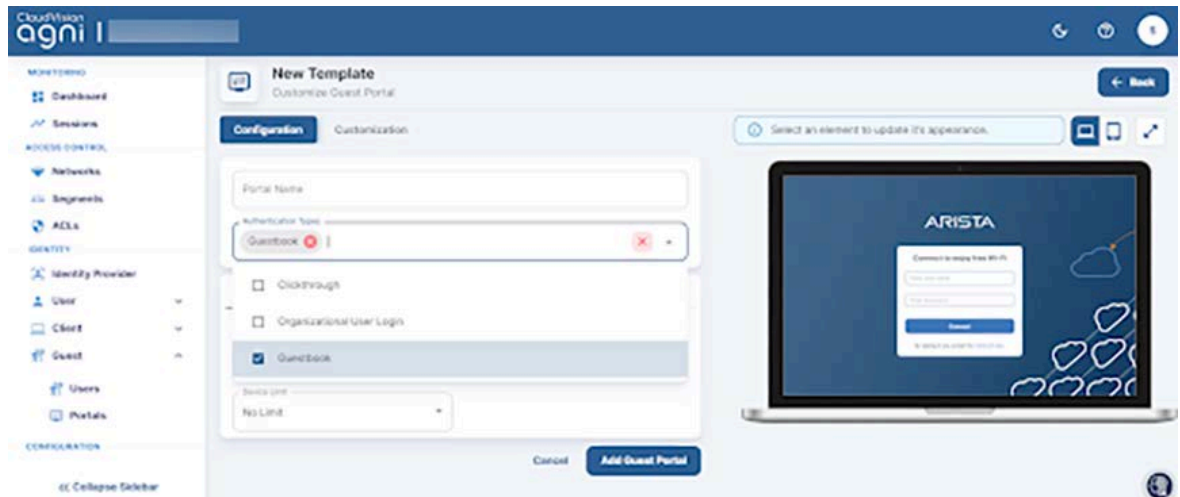 CloudVision
agni
New Template
Customize Guest Portal
Back
MONITORING
Dashboard
Sessions
ACCESS CONTROL
Networks
Segments
ACLs
IDENTITY
Identity Provider
User
Client
Guest
Users
Portals
CONFIGURATION
Collapse Sidebar
Configuration
Customization
Select an element to update it's appearance.
Portal Name
Authentication Types
Guestbook
Clickthrough
Organizational User Login
Guestbook
Device Limit
No Limit
Cancel
Add Guest Portal
ARISTA
Connect to enjoy free Wi-Fi
Connect